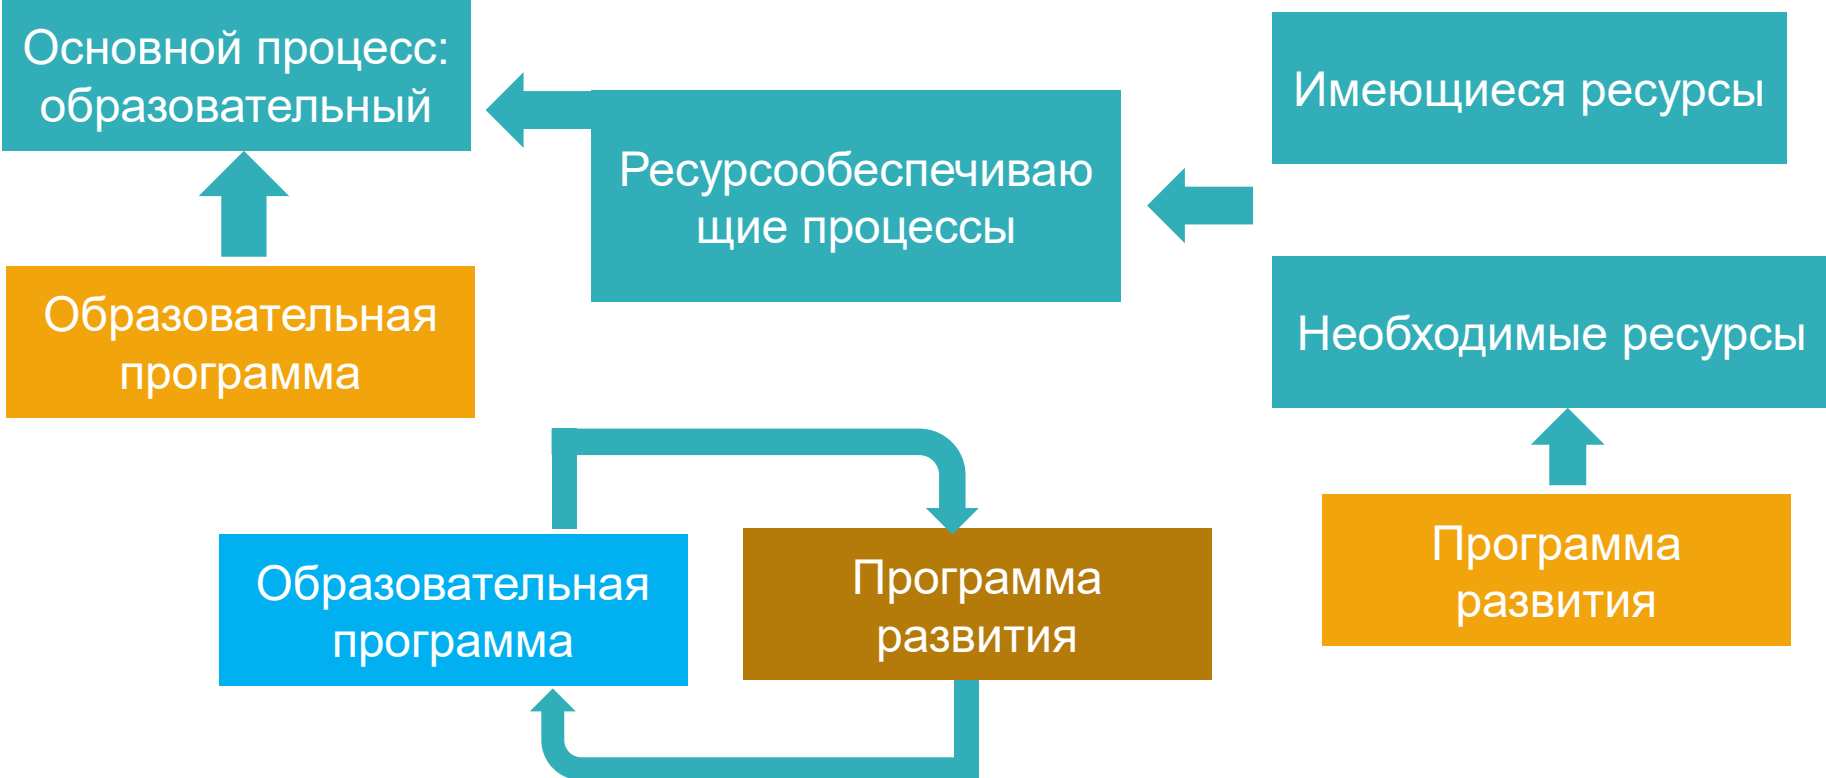 Основной процесс:
образовательный
Ресурсообеспечиваю
щие процессы
Имеющиеся ресурсы
Образовательная
программа
Необходимые ресурсы
Образовательная
программа
Программа
развития
Программа
развития